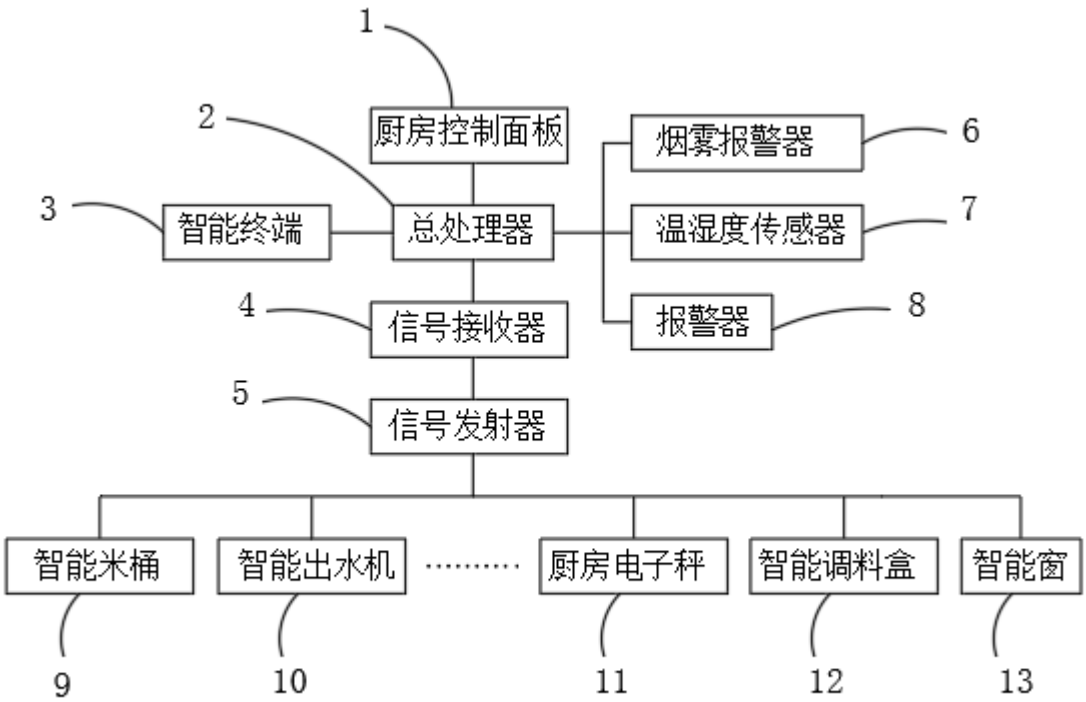 1
厨房控制面板
2
烟雾报警器
6
3
智能终端
总处理器
温湿度传感器
7
4
信号接收器
报警器
8
5
信号发射器
智能米桶
智能出水机
⋯⋯⋯
厨房电子秤
智能调料盒
智能窗
9
10
11
12
13